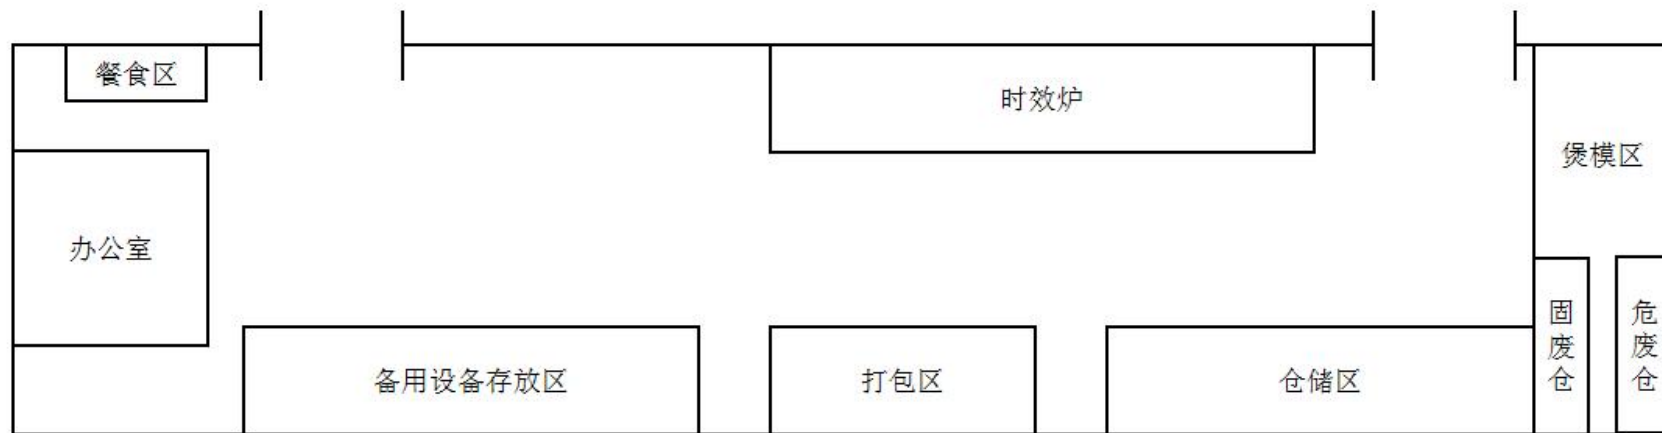 餐食区
时效炉
煲模区
办公室
固废仓
危废仓
备用设备存放区
打包区
仓储区